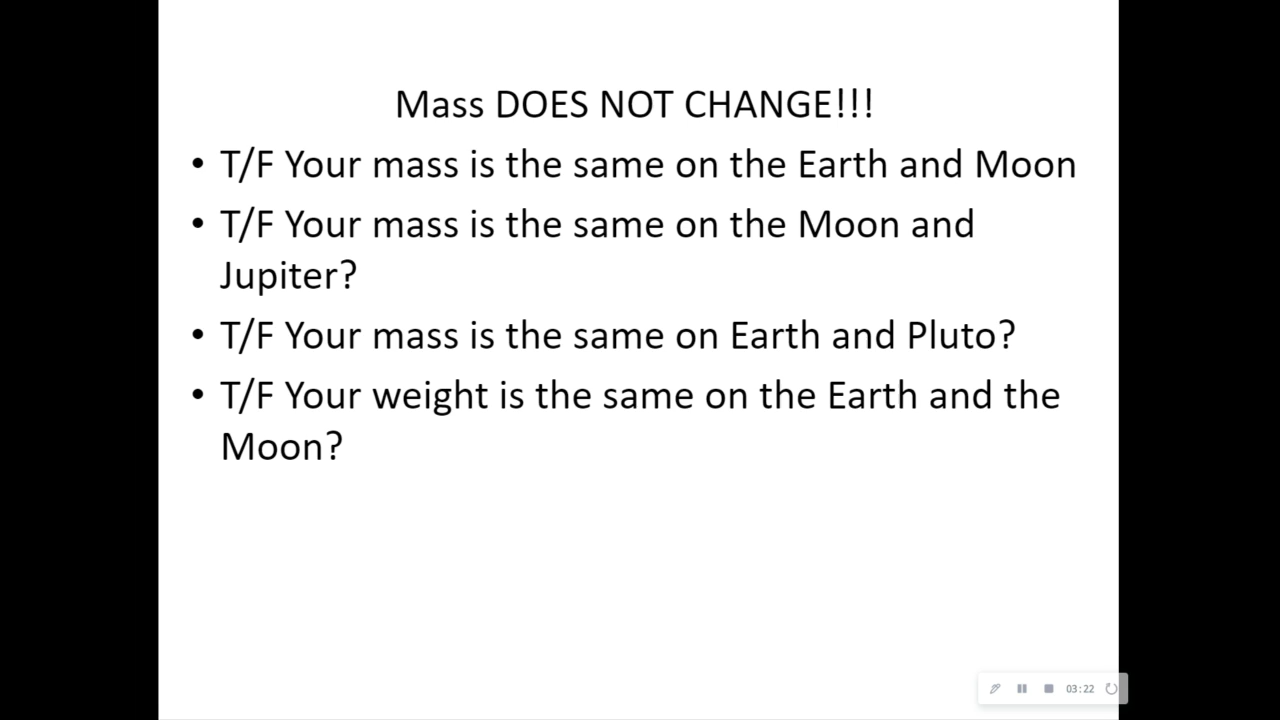 Mass DOES NOT CHANGE!!!
• T/F Your mass is the same on the Earth and Moon
• T/F Your mass is the same on the Moon and
Jupiter?
• T/F Your mass is the same on Earth and Pluto?
• T/F Your weight is the same on the Earth and the
Moon?
03:22